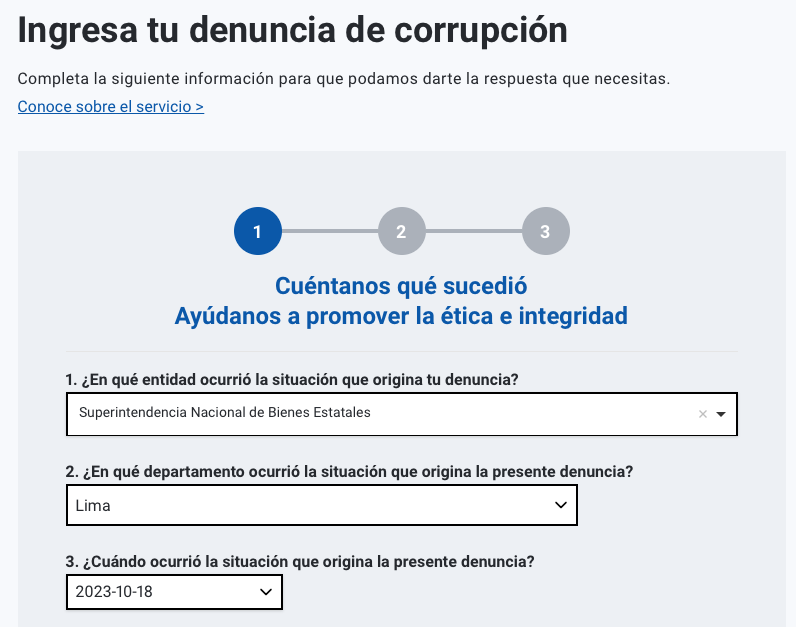 Ingresa tu denuncia de corrupción
Completa la siguiente información para que podamos darte la respuesta que necesitas.
Conoce sobre el servicio >
1 2 3
Cuéntanos qué sucedió
Ayúdanos a promover la ética e integridad
1. ¿En qué entidad ocurrió la situación que origina tu denuncia?
Superintendencia Nacional de Bienes Estatales ×
2. ¿En qué departamento ocurrió la situación que origina la presente denuncia?
Lima
3. ¿Cuándo ocurrió la situación que origina la presente denuncia?
2023-10-18